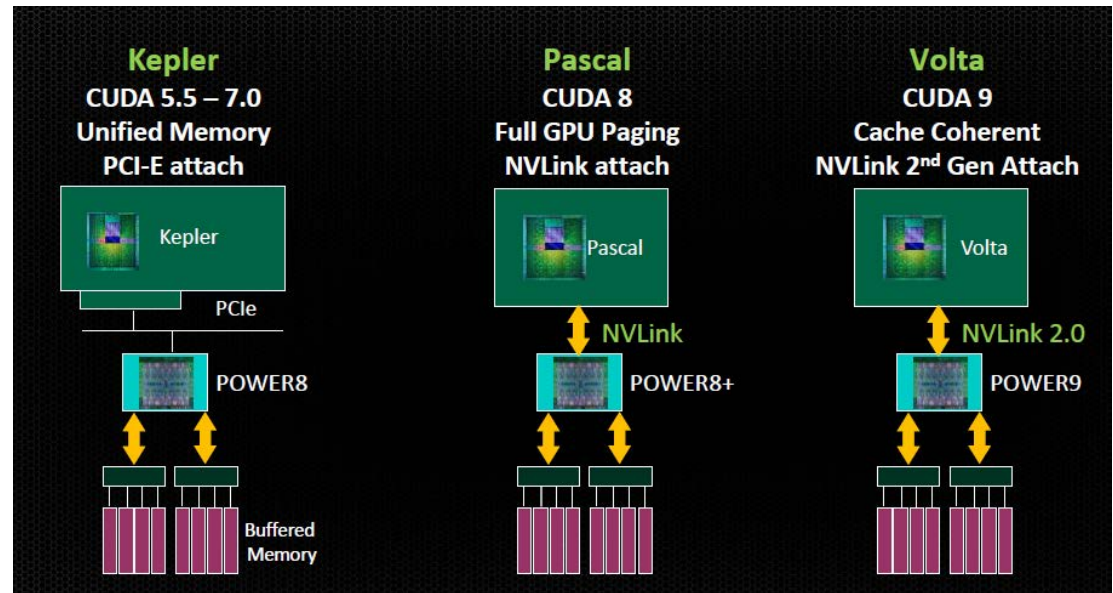 Kepler
CUDA 5.5 – 7.0
Unified Memory
PCI-E attach
Kepler
PCIe
POWER8
Buffered
Memory
Pascal
CUDA 8
Full GPU Paging
NVLink attach
Pascal
NVLink
POWER8+
Volta
CUDA 9
Cache Coherent
NVLink 2nd Gen Attach
Volta
NVLink 2.0
POWER9